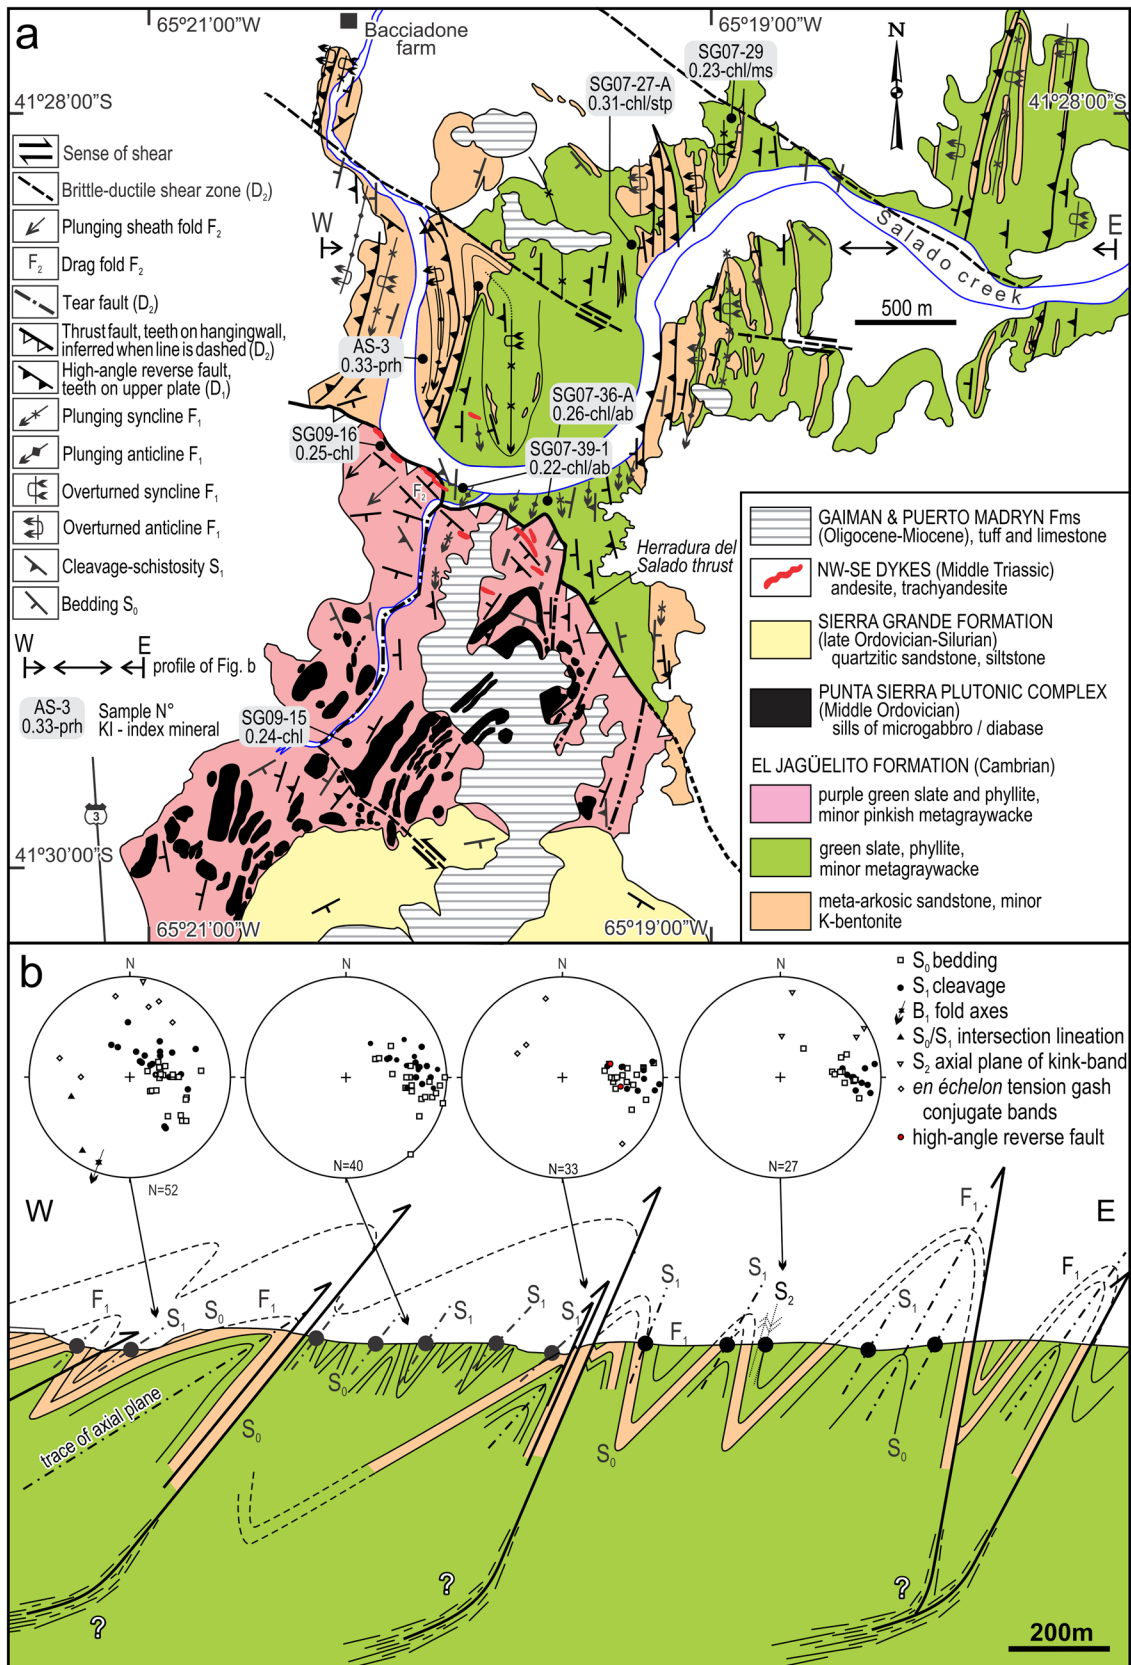 a
65º21'00"W
Bacciadone
farm
65º19'00"W
N
SG07-29
0.23-chl/ms
SG07-27-A
0.31-chl/stp
41º28'00"S
41º28'00"S
Sense of shear
Brittle-ductile shear zone (D2)
Plunging sheath fold F2
F2 Drag fold F2
Tear fault (D2)
Thrust fault, teeth on hangingwall,
inferred when line is dashed (D2)
High-angle reverse fault,
teeth on upper plate (D1)
Plunging syncline F1
Plunging anticline F1
Overturned syncline F1
Overturned anticline F1
Cleavage-schistosity S1
Bedding S0
W E
profile of Fig. b
AS-3
0.33-prh
Sample N°
KI - index mineral
W
E
Salado creek
500 m
AS-3
0.33-prh
SG07-36-A
0.26-chl/ab
SG09-16
0.25-chl
SG07-39-1
0.22-chl/ab
F2
Herradura del
Salado thrust
SG09-15
0.24-chl
3
41º30'00"S
65º21'00"W
65º19'00"W
GAIMAN & PUERTO MADRYN Fms
(Oligocene-Miocene), tuff and limestone
NW-SE DYKES (Middle Triassic)
andesite, trachyandesite
SIERRA GRANDE FORMATION
(late Ordovician-Silurian)
quartzitic sandstone, siltstone
PUNTA SIERRA PLUTONIC COMPLEX
(Middle Ordovician)
sills of microgabbro / diabase
EL JAGÜELITO FORMATION (Cambrian)
purple green slate and phyllite,
minor pinkish metagraywacke
green slate, phyllite,
minor metagraywacke
meta-arkosic sandstone, minor
K-bentonite
b
N
N
N
N
N=52
N=40
N=33
N=27
S0 bedding
S1 cleavage
B1 fold axes
S0/S1 intersection lineation
S2 axial plane of kink-band
en échelon tension gash
conjugate bands
high-angle reverse fault
W
E
F1
S1
S0
F1
S1
S1
S1
S1
F1
S1
S2
S1
F1
F1
S0
S0
S0
S0
trace of axial plane
?
?
?
200m